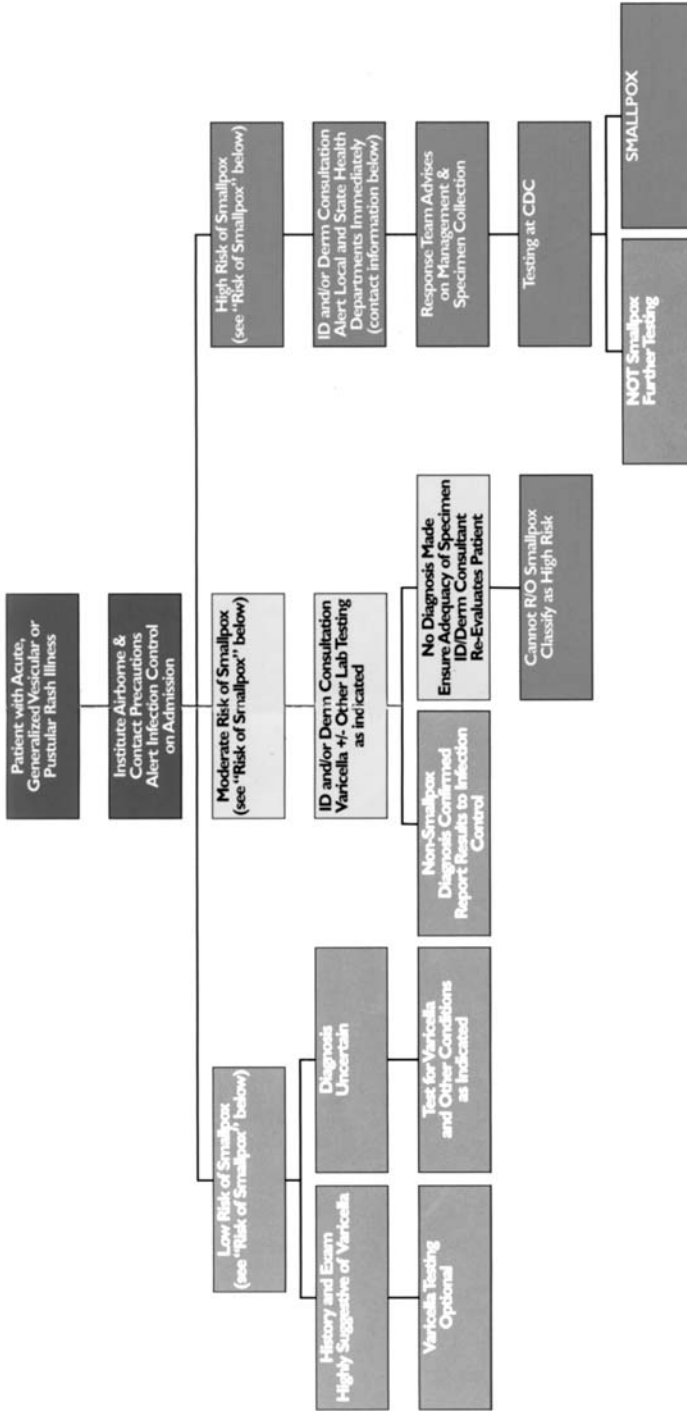 Patient with Acute,
Generalized Vesicular or
Pustular Rash Illness
Institute Airborne &
Contact Precautions
Alert Infection Control
on Admission
Low Risk of Smallpox
(see "Risk of Smallpox" below)
History and Exam
Highly Suggestive of Varicella
Varicella Testing
Optional
Diagnosis
Uncertain
Test for Varicella
and Other Conditions
as Indicated
Moderate Risk of Smallpox
(see "Risk of Smallpox" below)
ID and/or Derm Consultation
Varicella +/- Other Lab Testing
as indicated
Non-Smallpox
Diagnosis Confirmed
Report Results to Infection
Control
No Diagnosis Made
Ensure Adequacy of Specimen
ID/Derm Consultant
Re-Evaluates Patient
Cannot R/O Smallpox
Classify as High Risk
High Risk of Smallpox
(see "Risk of Smallpox" below)
ID and/or Derm Consultation
Alert Local and State Health
Departments Immediately
(contact information below)
Response Team Advises
on Management &
Specimen Collection
Testing at CDC
NOT Smallpox
Further Testing
SMALLPOX